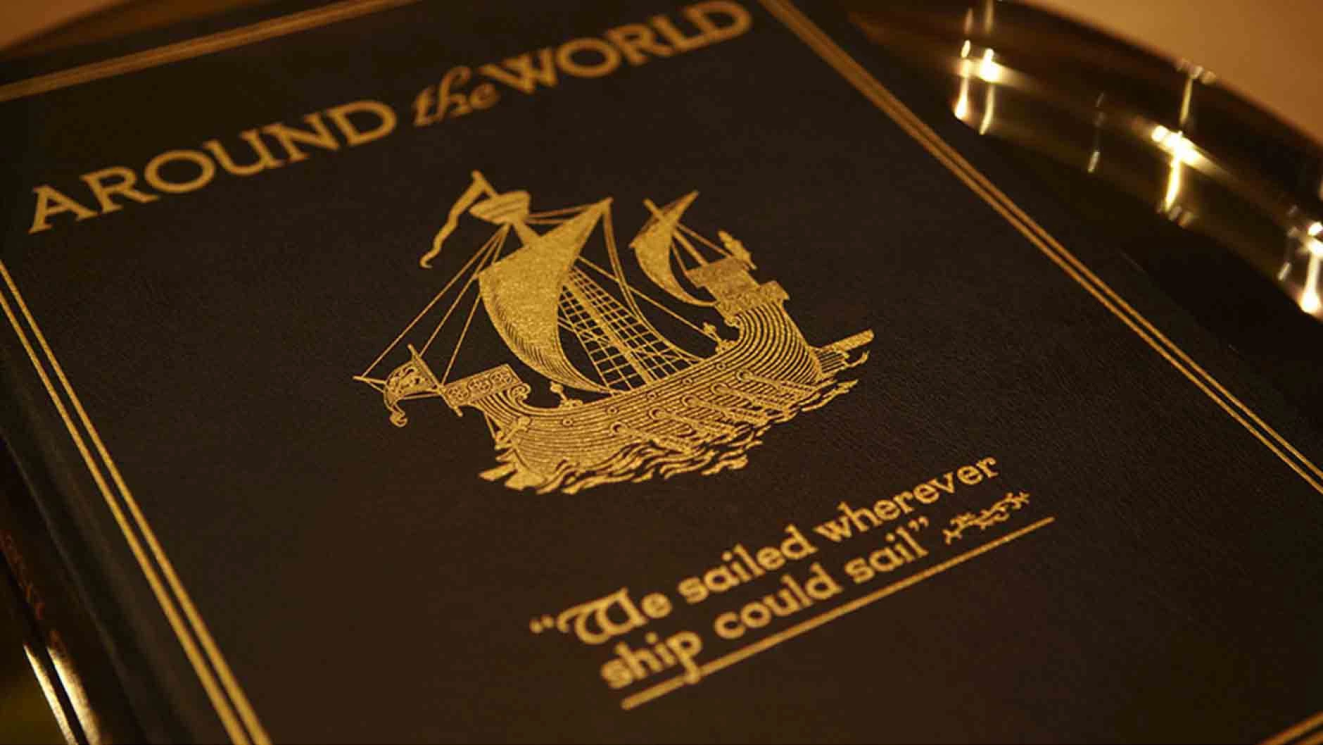 AROUND the WORLD
“We sailed wherever
ship could sail”